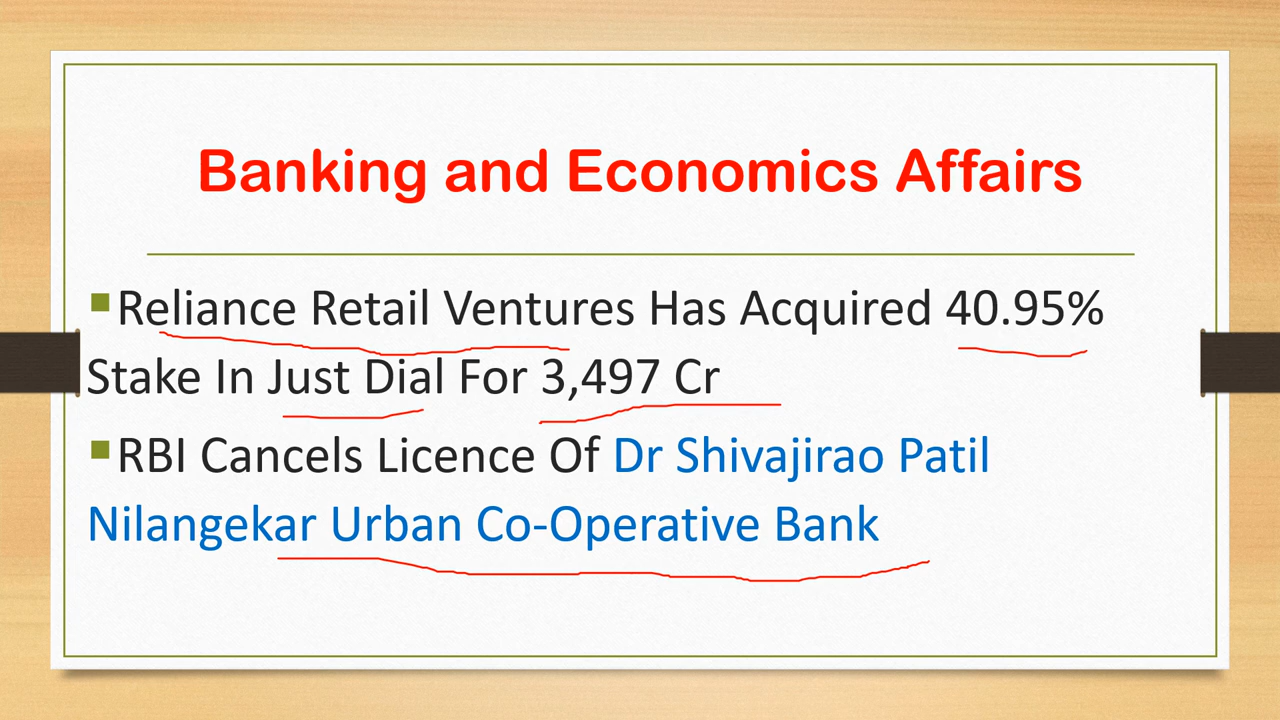 Banking and Economics Affairs
▪Reliance Retail Ventures Has Acquired 40.95%
Stake In Just Dial For 3,497 Cr
▪RBI Cancels Licence Of Dr Shivajirao Patil
Nilangekar Urban Co-Operative Bank